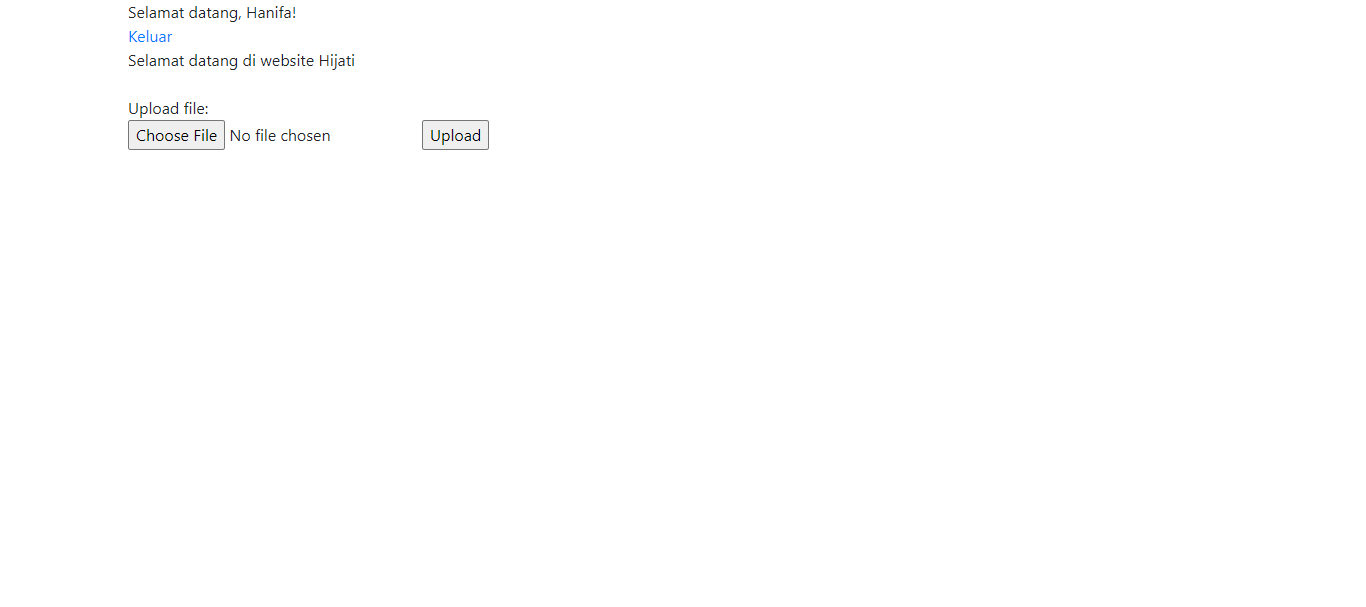 Selamat datang, Hanifa!
Keluar
Selamat datang di website Hijati
Upload file:
Choose File No file chosen Upload